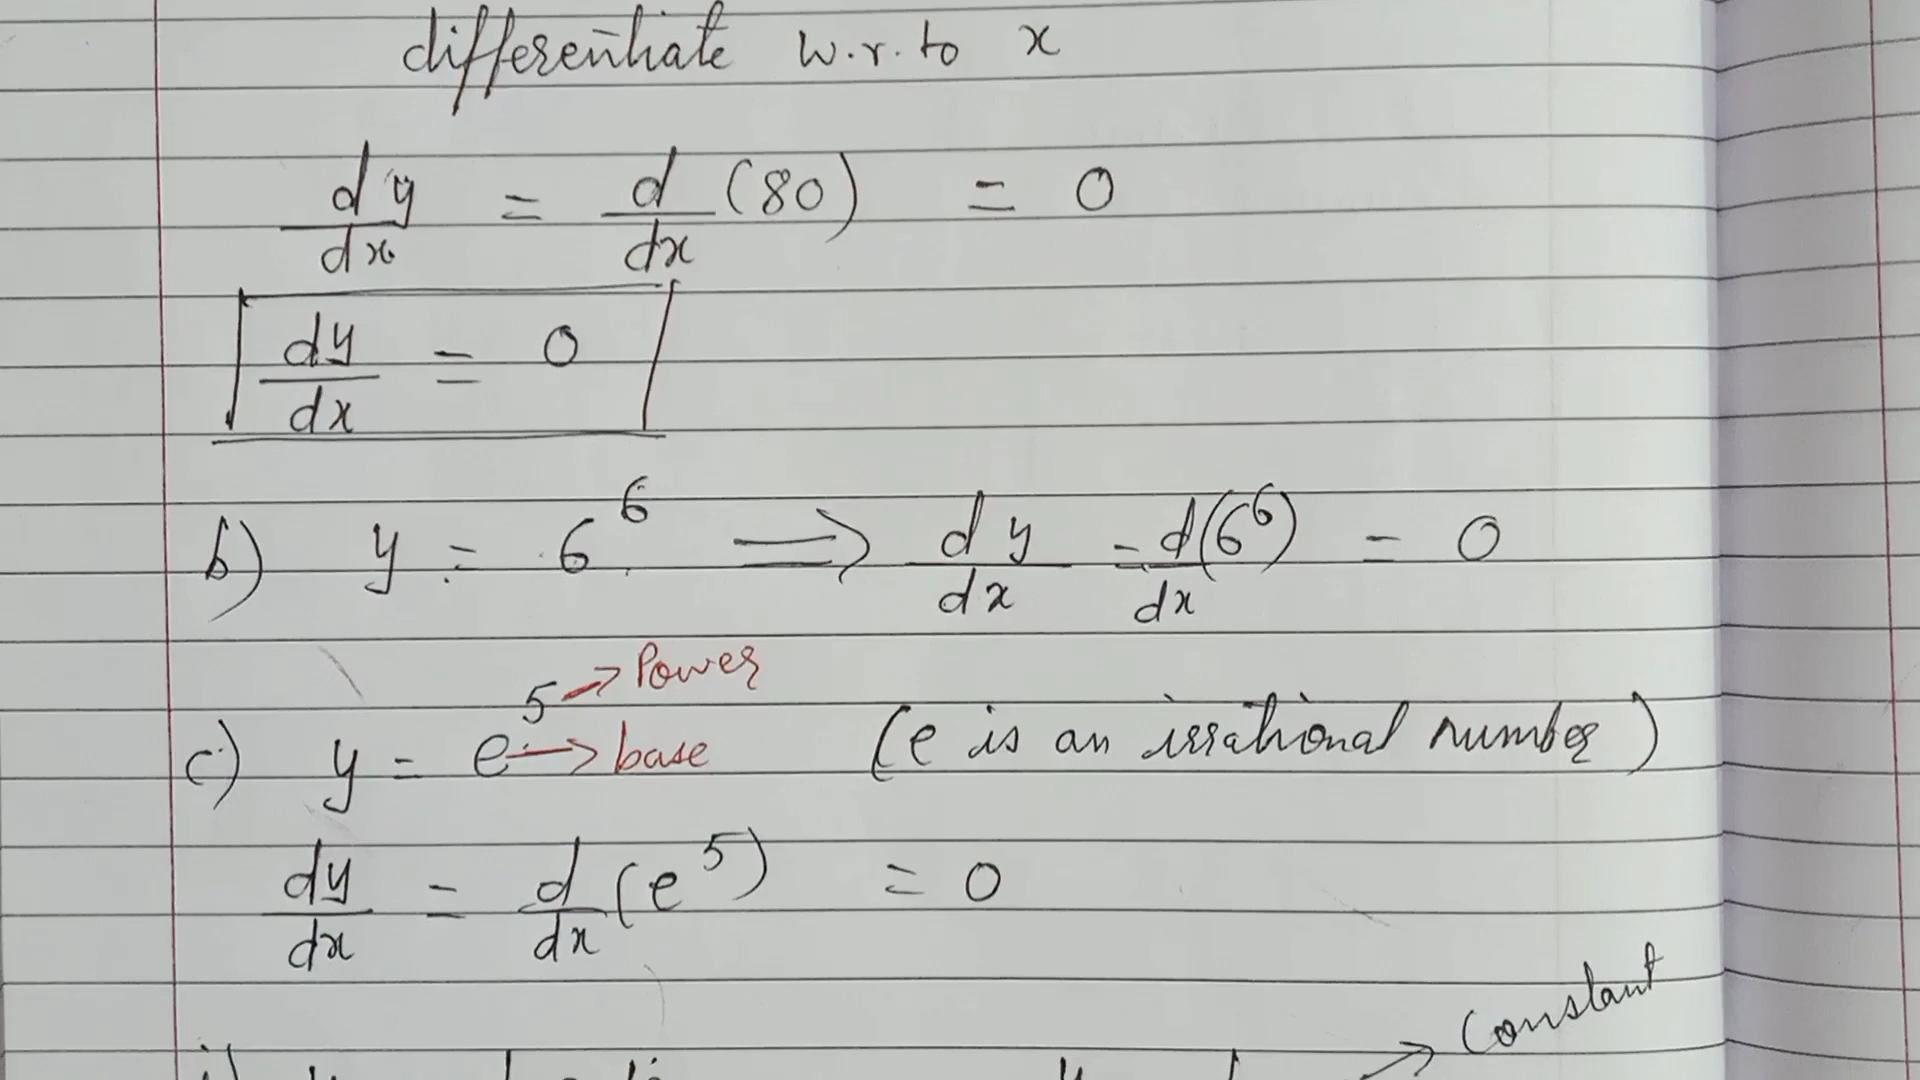 differentiate w.r.to x
dy/dx = d/dx (80) = 0
dy/dx = 0
b) y = 6^6 ⟹ dy/dx = d(6^6)/dx = 0
5 → Power
c) y = e → base (e is an irrational number)
dy/dx = d/dx (e^5) = 0
→ Constant